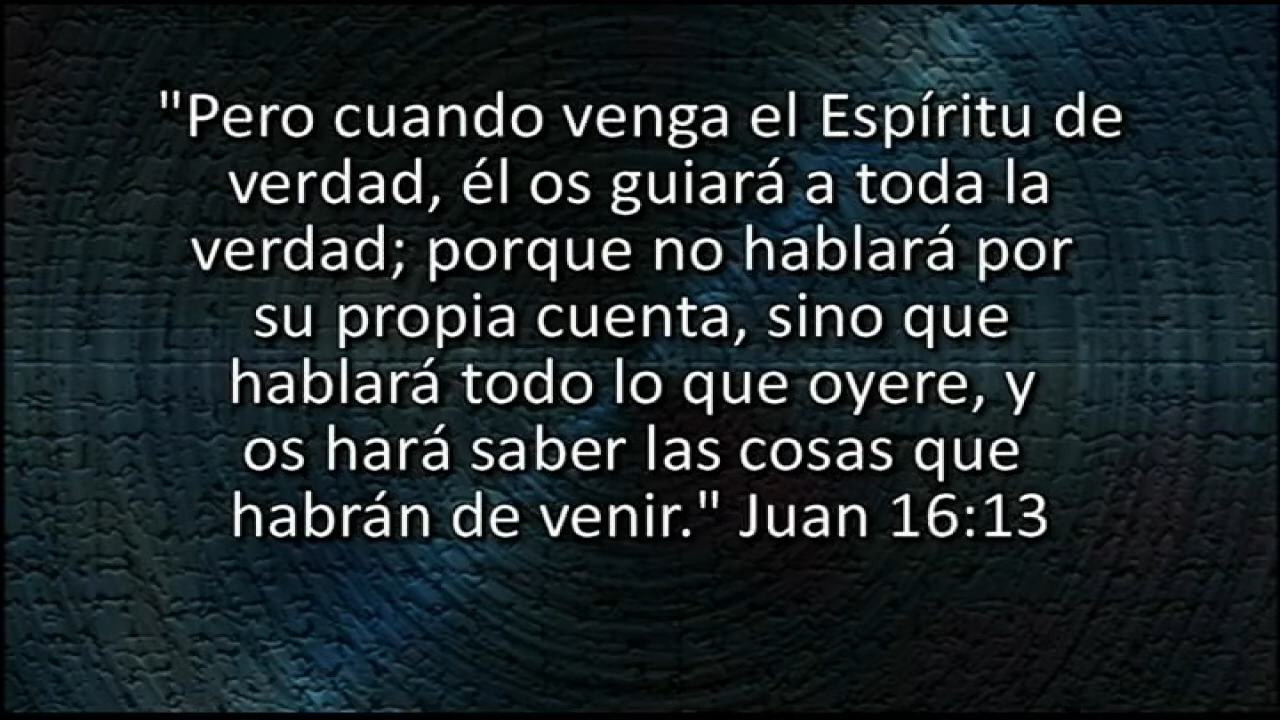 "Pero cuando venga el Espíritu de
verdad, él os guiará a toda la
verdad; porque no hablará por
su propia cuenta, sino que
hablará todo lo que oyere, y
os hará saber las cosas que
habrán de venir." Juan 16:13